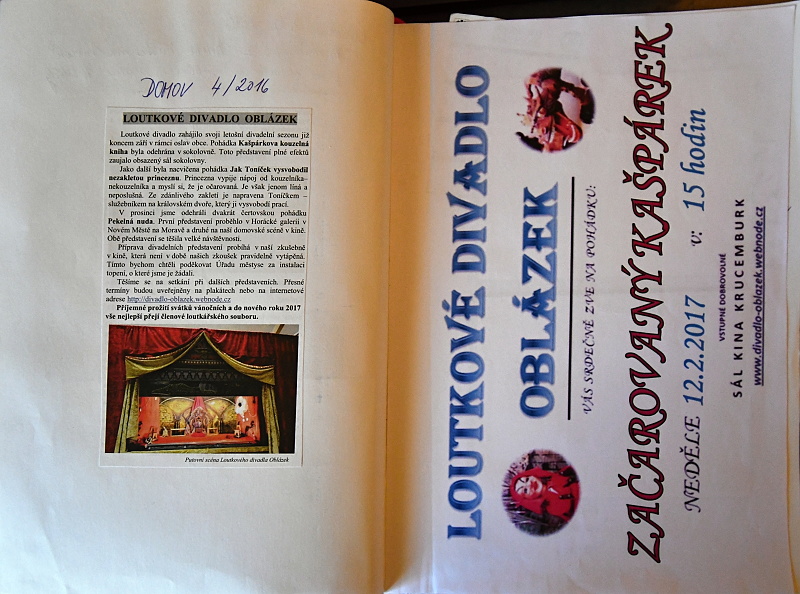 DOMOV 4/2016
LOUTKOVÉ DIVADLO OBLÁZEK
Loutkové divadlo zahájilo svoji letošní divadelní sezonu již
koncem září v rámci oslav obce. Pohádka Kašpárkova kouzelná
kniha byla odehrána v sokolovně. Toto představení plné efektů
zaujalo obsazený sál sokolovny.
Jako další byla nacvičena pohádka Jak Toníček vysvobodil
nezakletou princeznu. Princezna vypije nápoj od kouzelníka–
nekouzelníka a myslí si, že je očarovaná. Je však jenom líná a
neposlušná. Ze zdánlivého zakletí je napravena Toníčkem –
služebníkem na královském dvoře, který ji vysvobodí prací.
V prosinci jsme odehráli dvakrát čertovskou pohádku
Pekelná nuda. První představení proběhlo v Horácké galerii v
Novém Městě na Moravě a druhé na naší domovské scéně v kině.
Obě představení se těšila velké návštěvnosti.
Příprava divadelních představení probíhá v naší zkušebně
v kině, která není v době našich zkoušek pravidelně vytápěna.
Tímto bychom chtěli poděkovat Úřadu městyse za instalaci
topení, o které jsme je žádali.
Těšíme se na setkání při dalších představeních. Přesné
termíny budou uveřejněny na plakátech nebo na internetové
adrese http://divadlo-oblazek.webnode.cz
Příjemné prožití svátků vánočních a do nového roku 2017
vše nejlepší přejí členové loutkářského souboru.
Putovní scéna Loutkového divadla Oblázek
LOUTKOVÉ DIVADLO
OBLÁZEK
VÁS SRDEČNĚ ZVE NA POHÁDKU:
ZAČAROVANÝ KAŠPÁREK
NEDĚLE 12.2.2017 v: 15 hodin
VSTUPNÉ DOBROVOLNÉ
SÁL KINA KRUCEMBURK
www.divadlo-oblazek.webnode.cz